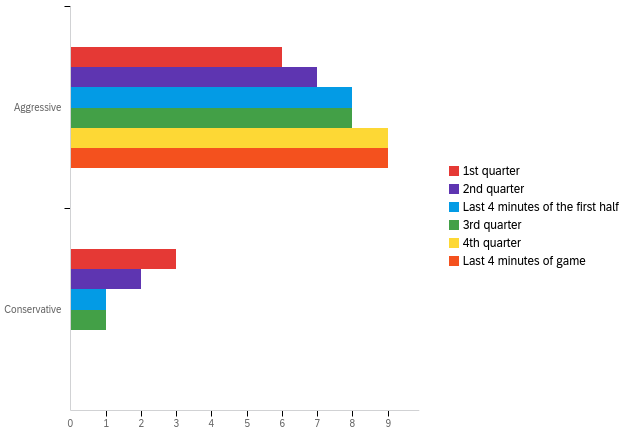 Aggressive
Conservative
0 1 2 3 4 5 6 7 8 9
1st quarter
2nd quarter
Last 4 minutes of the first half
3rd quarter
4th quarter
Last 4 minutes of game